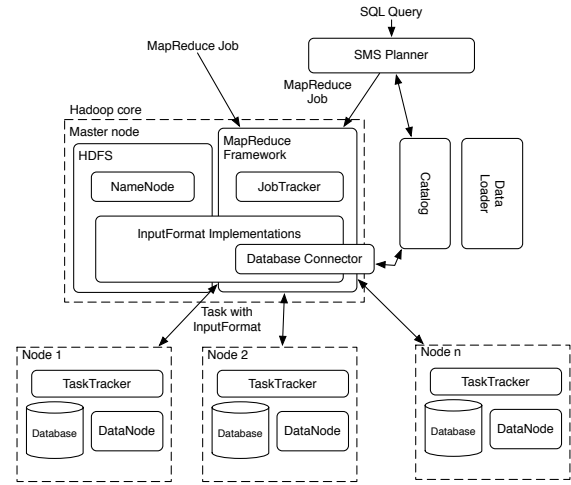 SQL Query
SMS Planner
MapReduce Job
MapReduce
Job
Hadoop core
Master node
HDFS
MapReduce
Framework
NameNode
JobTracker
InputFormat Implementations
Database Connector
Catalog
Data
Loader
Task with
InputFormat
Node 1
TaskTracker
Database
DataNode
Node 2
TaskTracker
Database
DataNode
Node n
TaskTracker
Database
DataNode